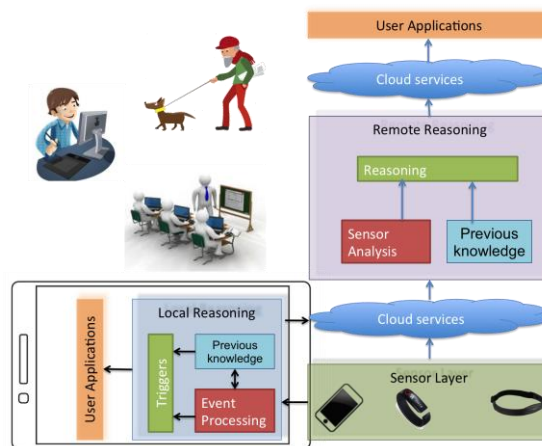 User Applications
Cloud services
Remote Reasoning
Reasoning
Sensor
Analysis
Previous
knowledge
Cloud services
Sensor Layer
Local Reasoning
User Applications
Triggers
Previous
knowledge
Event
Processing